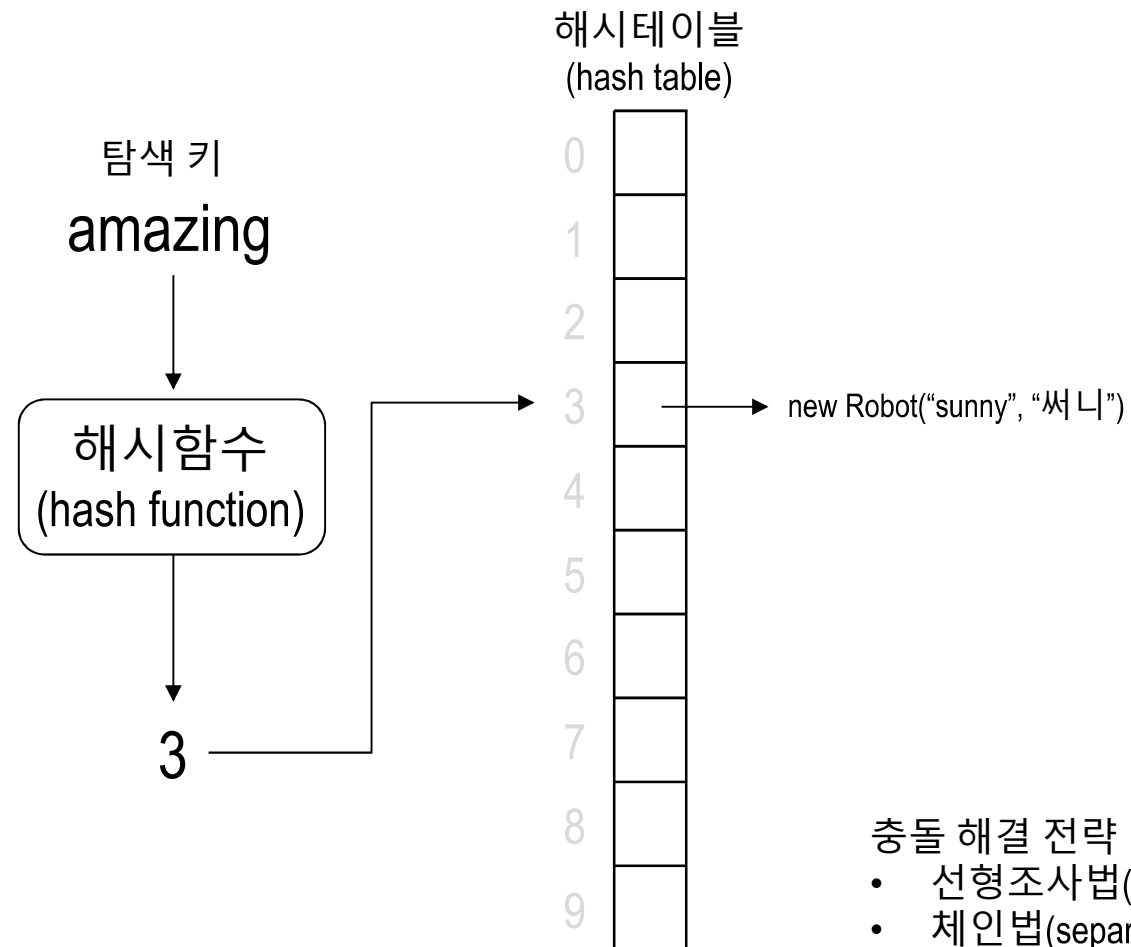 해시테이블
(hash table)
탐색 키
amazing
해시함수
(hash function)
3
0
1
2
3
4
5
6
7
8
9
new Robot(“sunny”, “써니”)
충돌 해결 전략
• 선형조사법(
• 체인법(separ